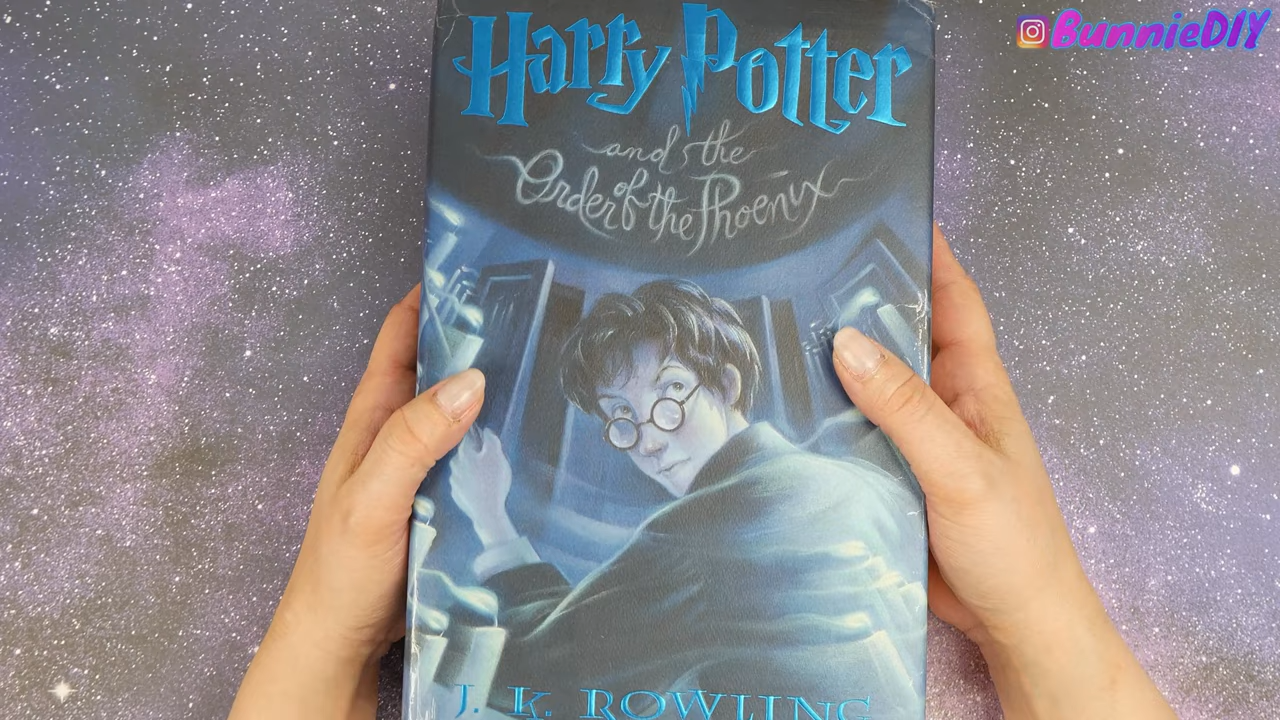 BunnieDIY
Harry Potter
and the
Order of the Phoenix
J. K. ROWLING